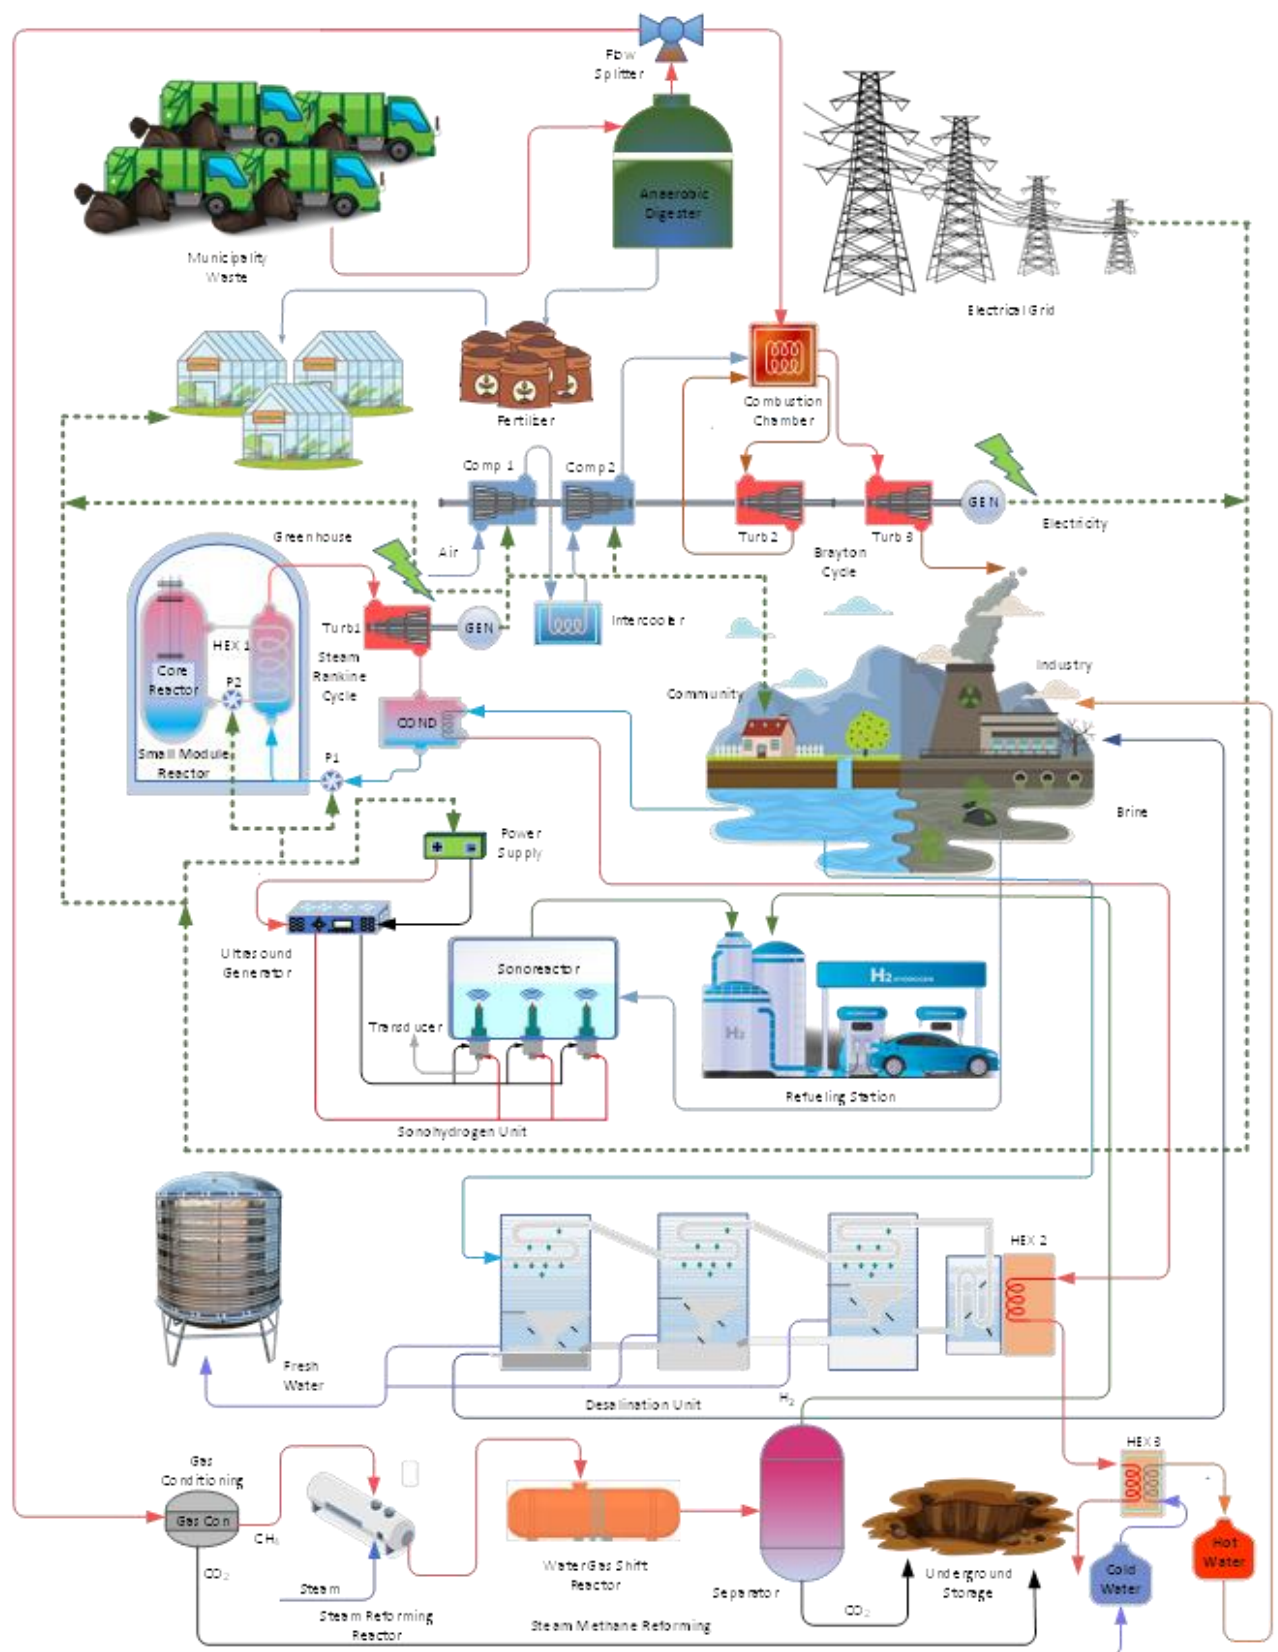 Flow
Splitter
Anaerobic
Digester
Municipality
Waste
Electrical Grid
Fertilizer
Combustion
Chamber
Comp 1
Comp 2
GEN
Electricity
Turb 2
Turb 3
Brayton
Cycle
Greenhouse
Air
Intercooler
Turb1
GEN
Steam
Rankine
Cycle
HEX 1
Core
Reactor
P2
COND
Small Module
Reactor
P1
Community
Industry
Brine
Power
Supply
Ultrasound
Generator
Sonoreactor
Transducer
H2 HYDROGEN
H2
Refueling Station
Sonohydrogen Unit
HEX 2
Fresh
Water
Desalination Unit
H2
HEX 3
Gas
Conditioning
Gas Con
CH4
CO2
Steam
Steam Reforming
Reactor
Water Gas Shift
Reactor
Steam Methane Reforming
Separator
CO2
Underground
Storage
Cold
Water
Hot
Water